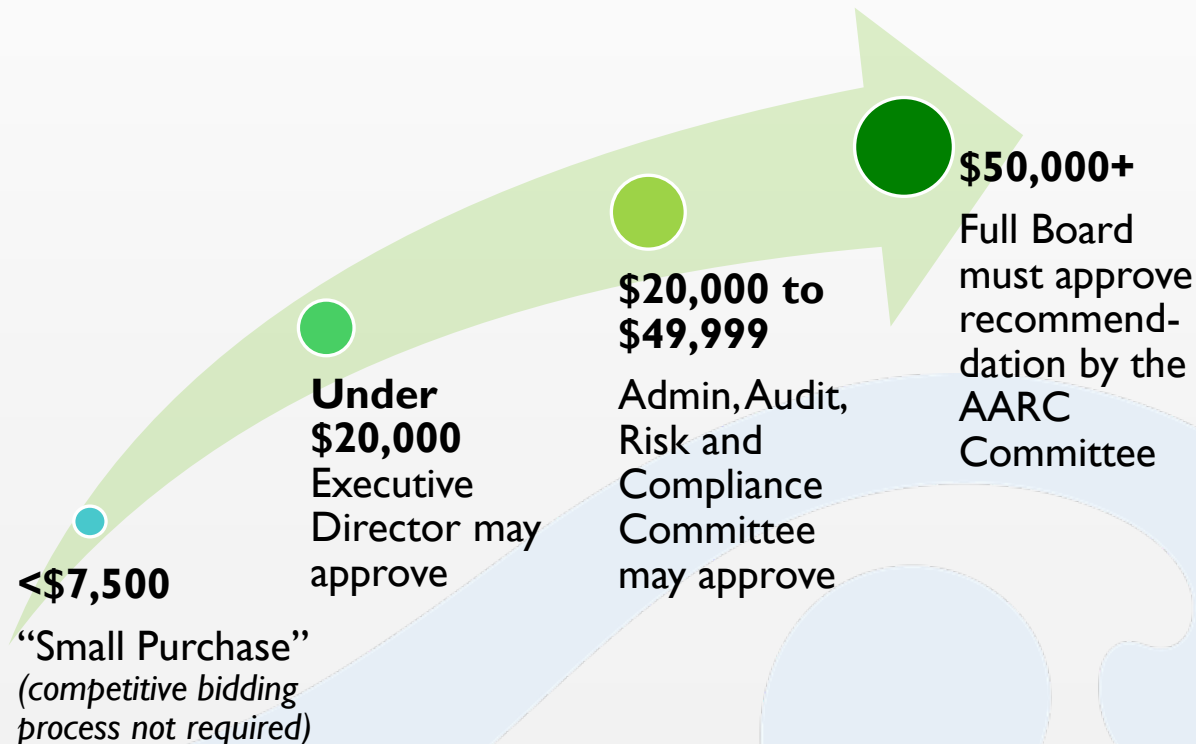 <$7,500
“Small Purchase”
(competitive bidding
process not required)
Under
$20,000
Executive
Director may
approve
$20,000 to
$49,999
Admin, Audit,
Risk and
Compliance
Committee
may approve
$50,000+
Full Board
must approve
recommend-
dation by the
AARC
Committee